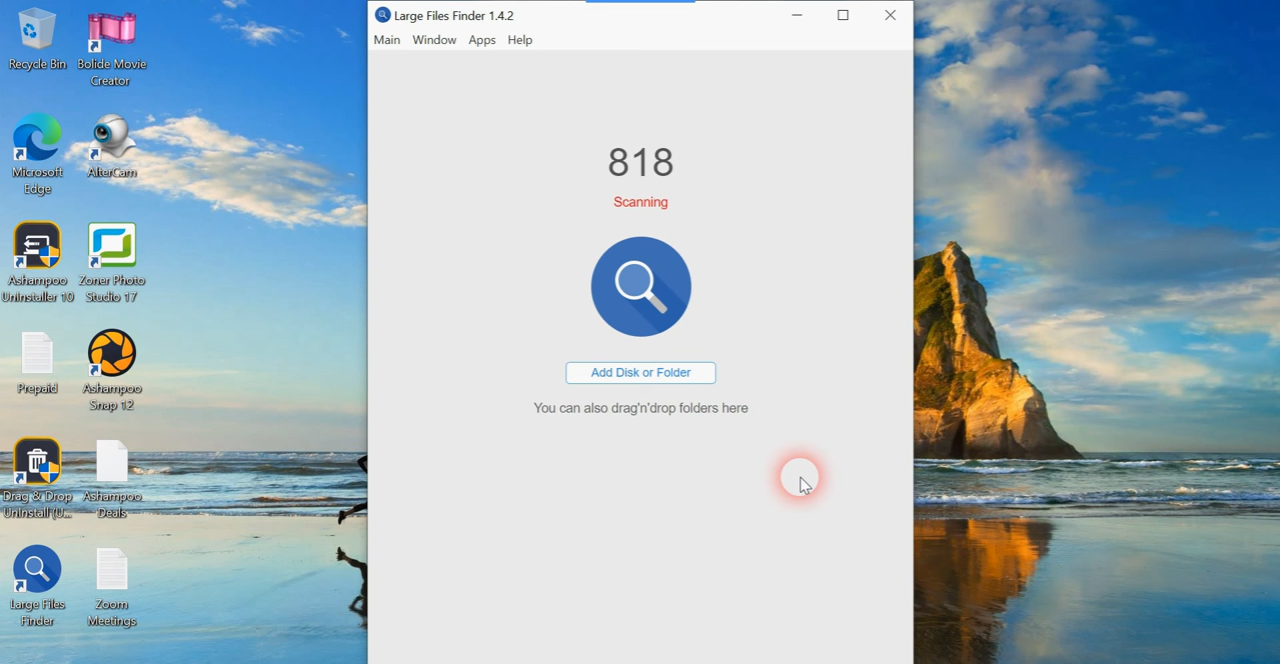 Recycle Bin
Bolide Movie
Creator
Microsoft
Edge
AlterCam
Ashampoo
UnInstaller 10
Zoner Photo
Studio 17
Prepaid
Ashampoo
Snap 12
Drag & Drop
UnInstall (U...
Ashampoo
Deals
Large Files
Finder
Zoom
Meetings
Large Files Finder 1.4.2
Main Window Apps Help
818
Scanning
Add Disk or Folder
You can also drag'n'drop folders here